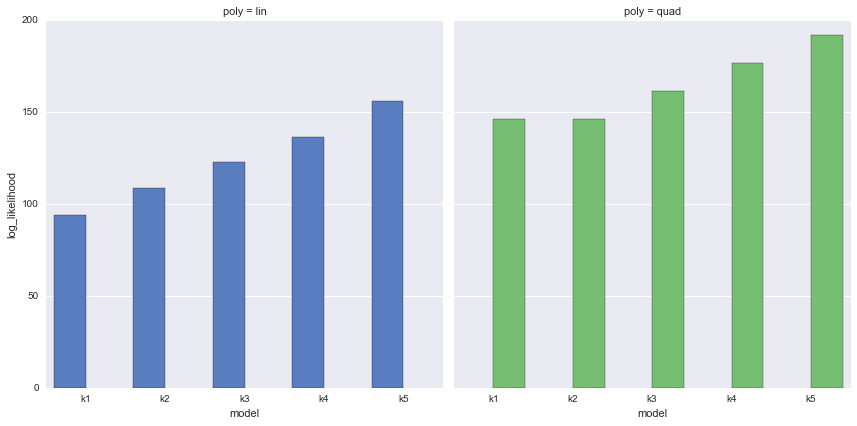 poly = lin
poly = quad
log_likelihood
200
150
100
50
0
k1 k2 k3 k4 k5
k1 k2 k3 k4 k5
model
model